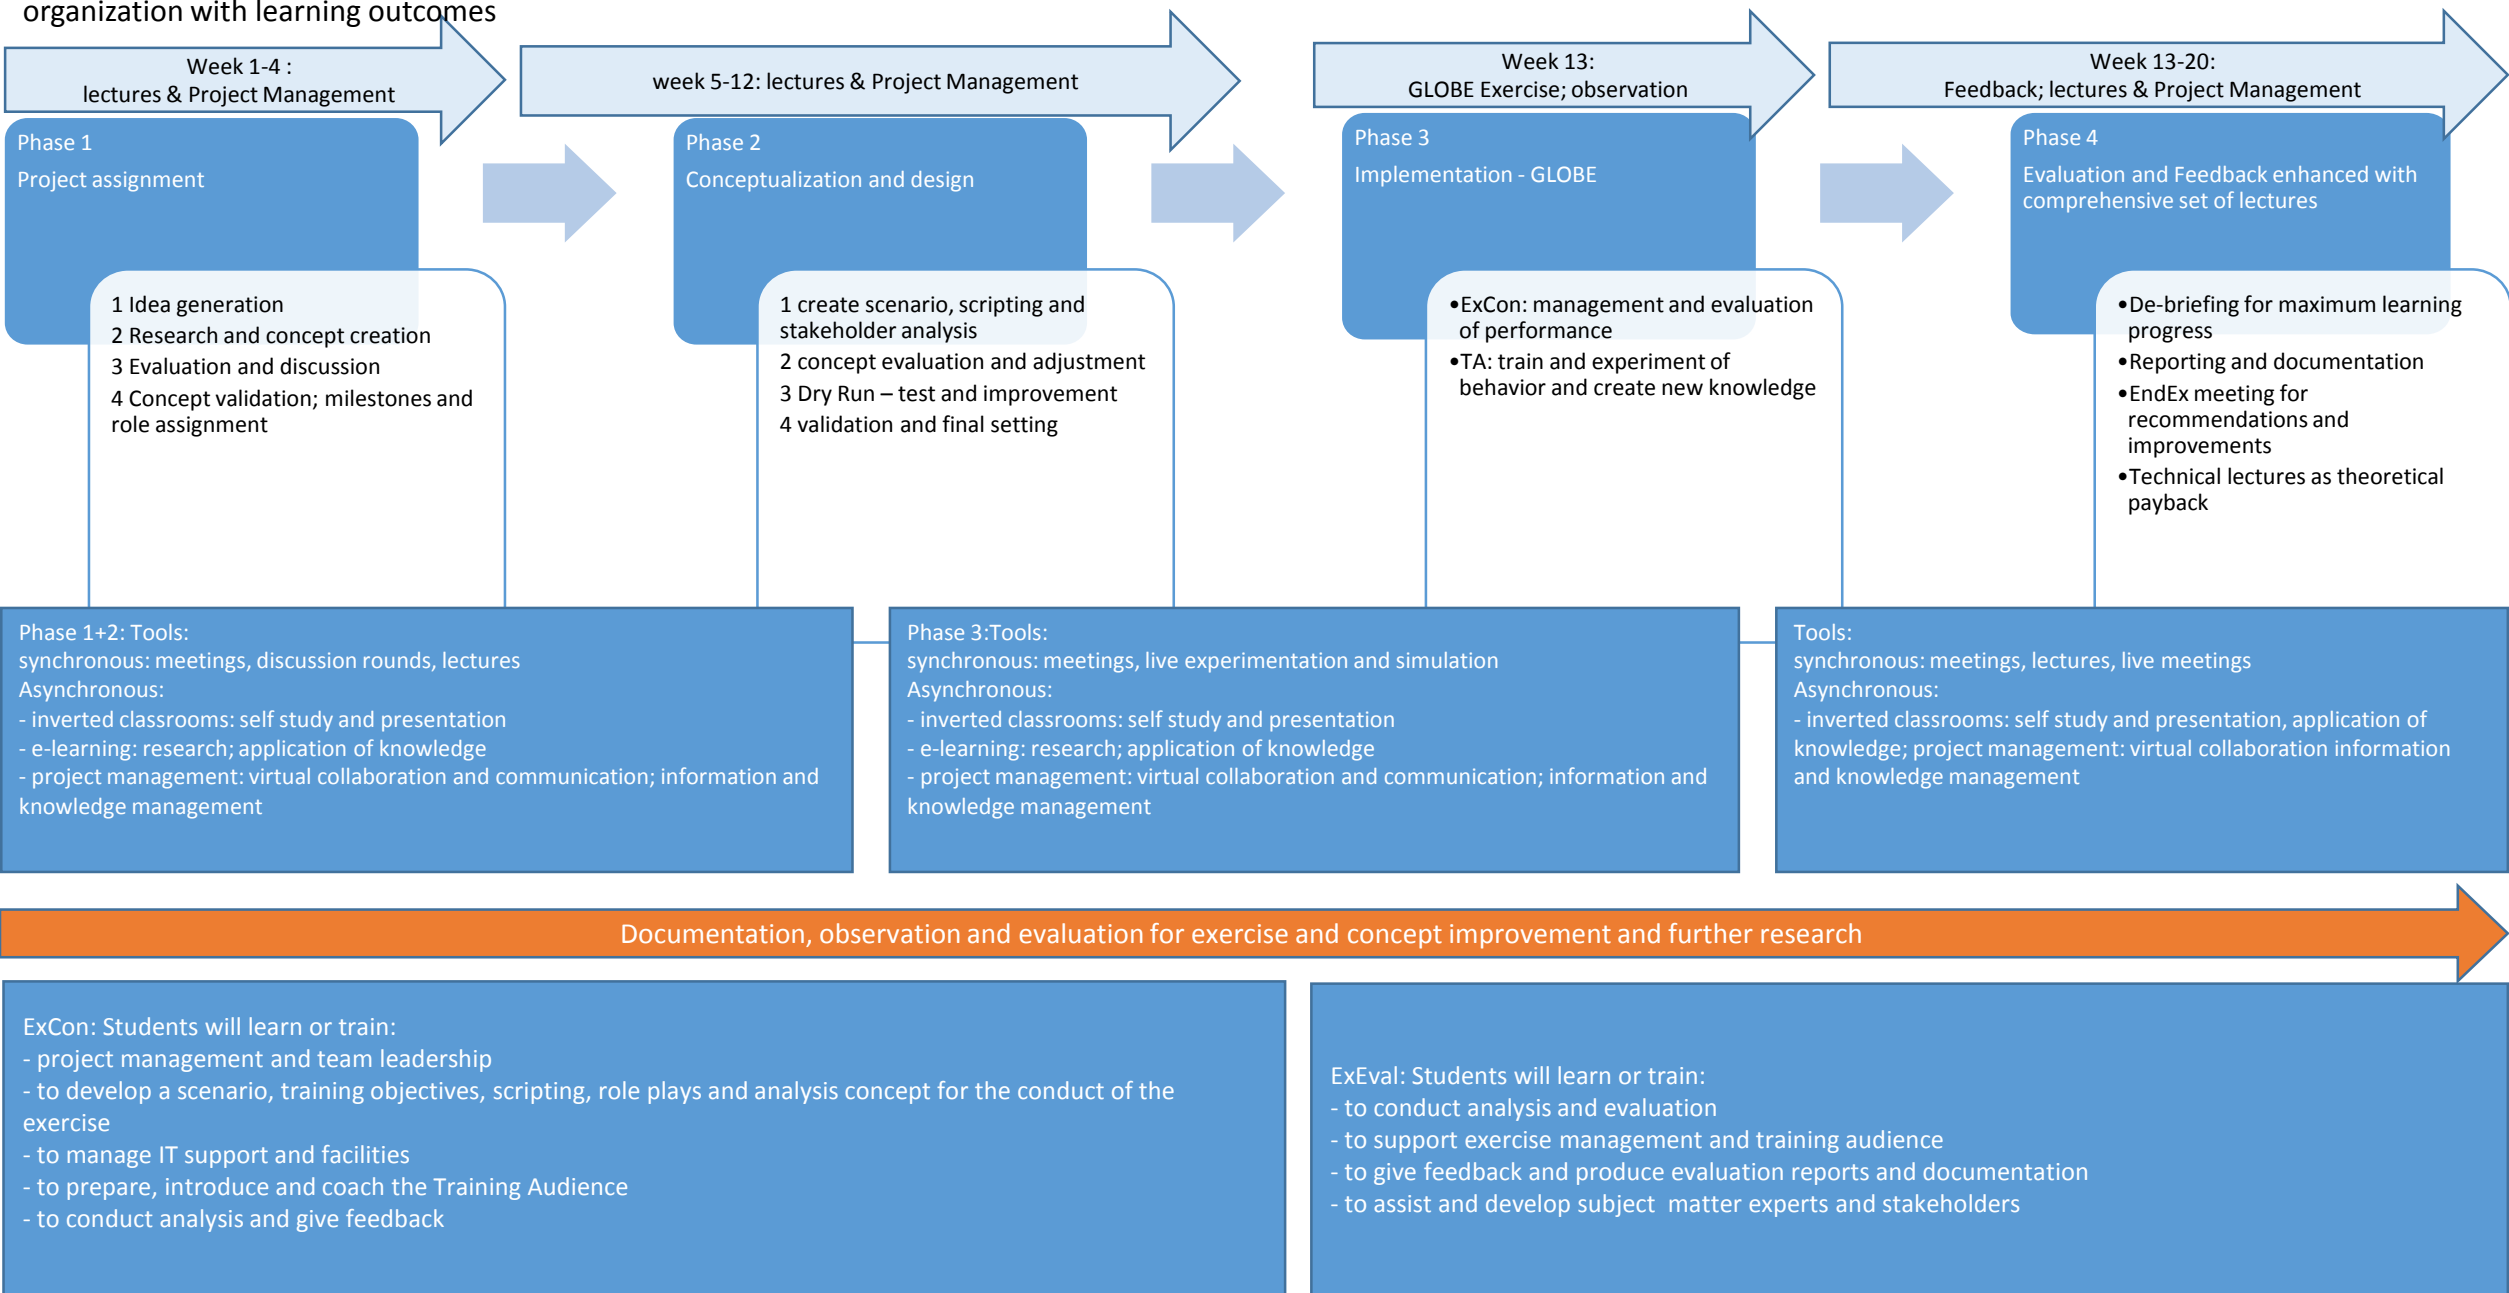 organization with learning outcomes
Week 1-4 :
lectures & Project Management
week 5-12: lectures & Project Management
Week 13:
GLOBE Exercise; observation
Week 13-20:
Feedback; lectures & Project Management
Phase 1
Project assignment
1 Idea generation
2 Research and concept creation
3 Evaluation and discussion
4 Concept validation; milestones and
role assignment
Phase 2
Conceptualization and design
1 create scenario, scripting and
stakeholder analysis
2 concept evaluation and adjustment
3 Dry Run – test and improvement
4 validation and final setting
Phase 3
Implementation - GLOBE
•ExCon: management and evaluation
of performance
•TA: train and experiment of
behavior and create new knowledge
Phase 4
Evaluation and Feedback enhanced with
comprehensive set of lectures
•De-briefing for maximum learning
progress
•Reporting and documentation
•EndEx meeting for
recommendations and
improvements
•Technical lectures as theoretical
payback
Phase 1+2: Tools:
synchronous: meetings, discussion rounds, lectures
Asynchronous:
- inverted classrooms: self study and presentation
- e-learning: research; application of knowledge
- project management: virtual collaboration and communication; information and
knowledge management
Phase 3:Tools:
synchronous: meetings, live experimentation and simulation
Asynchronous:
- inverted classrooms: self study and presentation
- e-learning: research; application of knowledge
- project management: virtual collaboration and communication; information and
knowledge management
Tools:
synchronous: meetings, lectures, live meetings
Asynchronous:
- inverted classrooms: self study and presentation, application of
knowledge; project management: virtual collaboration information
and knowledge management
Documentation, observation and evaluation for exercise and concept improvement and further research
ExCon: Students will learn or train:
- project management and team leadership
- to develop a scenario, training objectives, scripting, role plays and analysis concept for the conduct of the
exercise
- to manage IT support and facilities
- to prepare, introduce and coach the Training Audience
- to conduct analysis and give feedback
ExEval: Students will learn or train:
- to conduct analysis and evaluation
- to support exercise management and training audience
- to give feedback and produce evaluation reports and documentation
- to assist and develop subject  matter experts and stakeholders